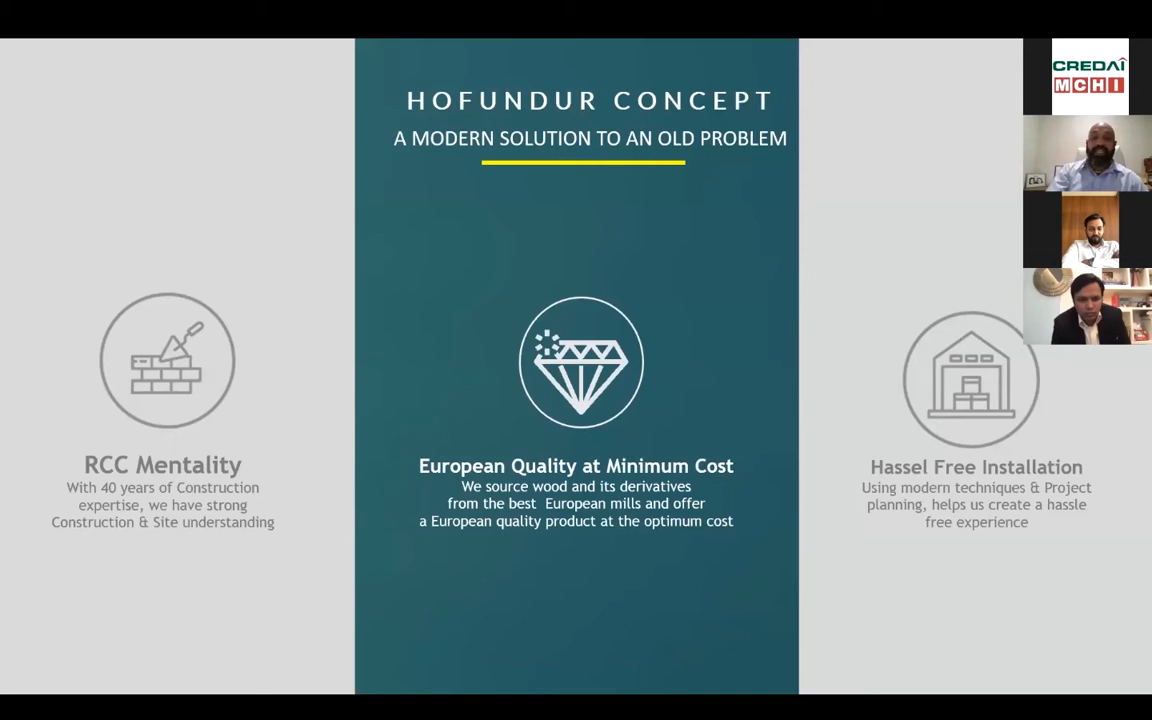 HOFUNDUR CONCEPT
A MODERN SOLUTION TO AN OLD PROBLEM
RCC Mentality
With 40 years of Construction
expertise, we have strong
Construction & Site understanding
European Quality at Minimum Cost
We source wood and its derivatives
from the best European mills and offer
a European quality product at the optimum cost
Hassel Free Installation
Using modern techniques & Project
planning, helps us create a hassle
free experience
CREDAI
MCHI